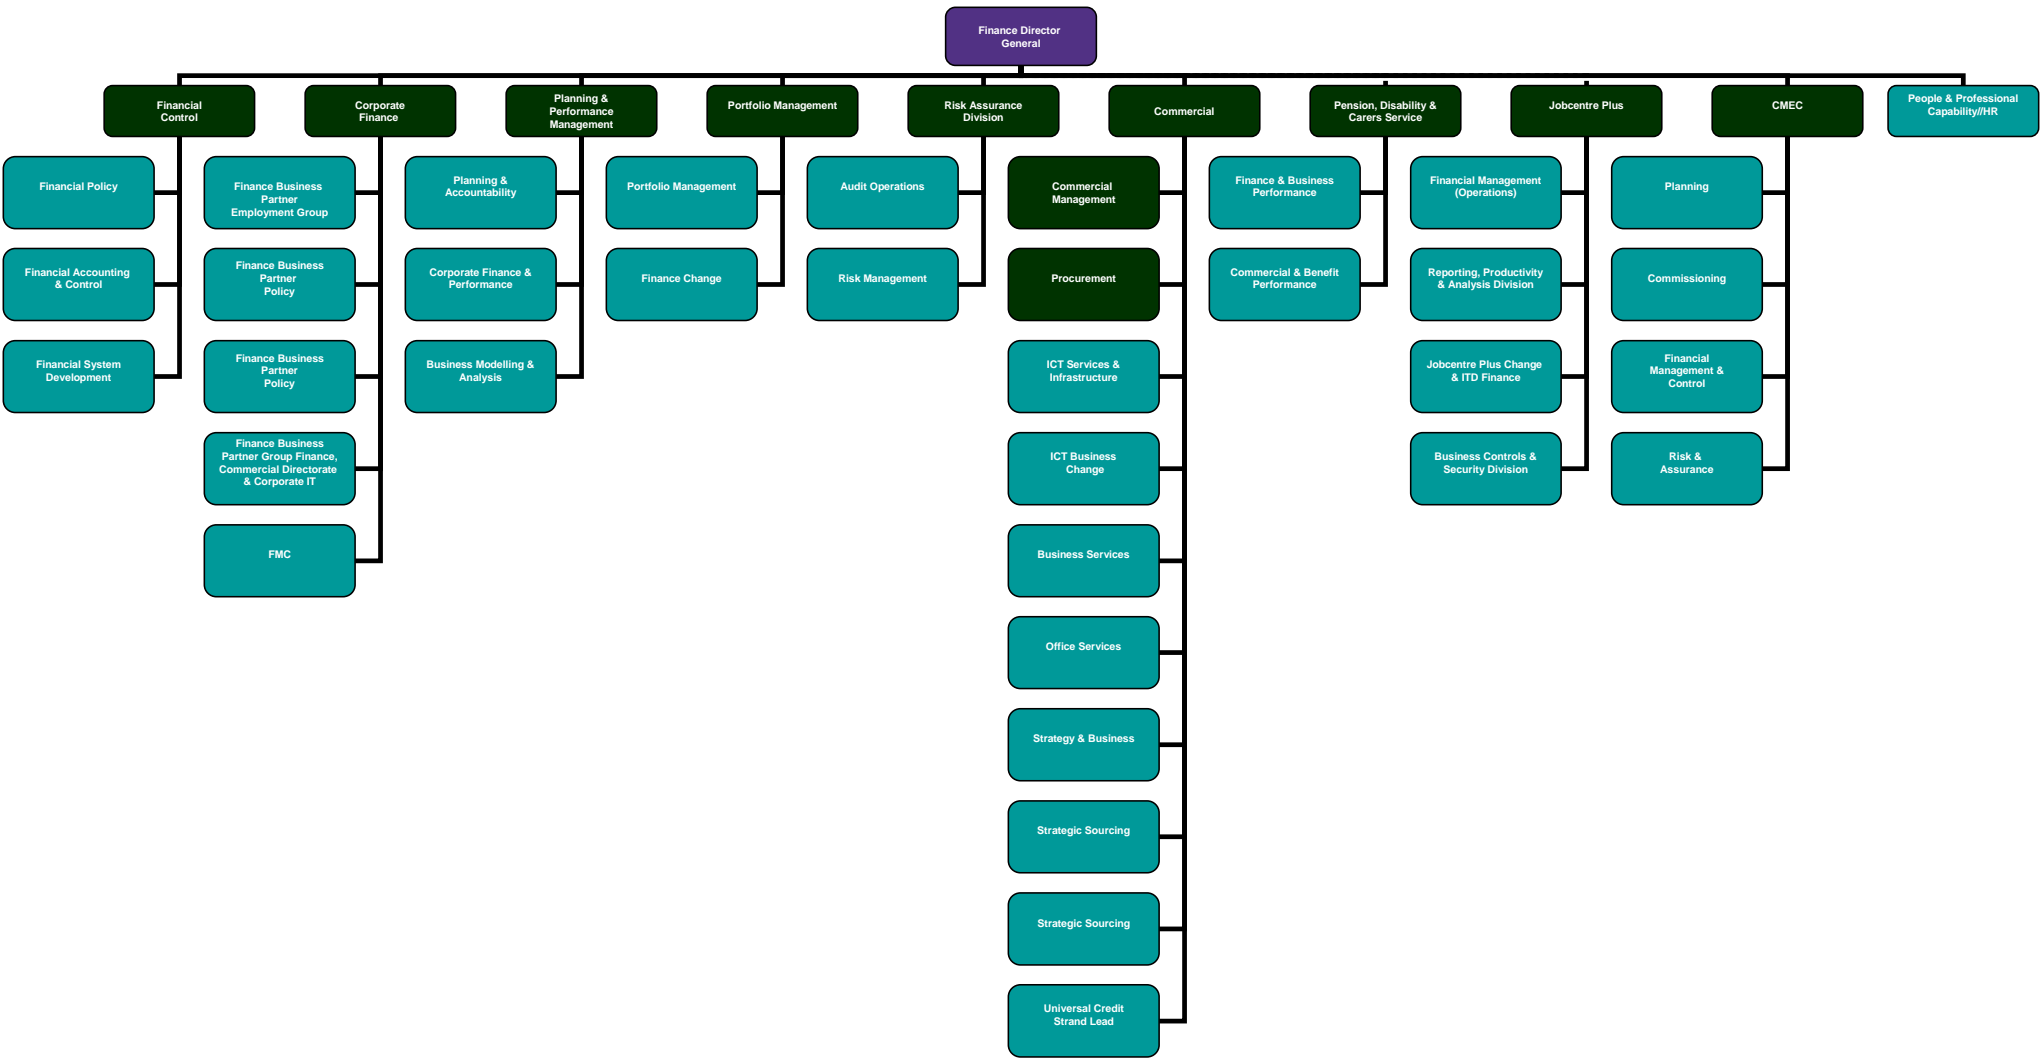 Finance Director
General
Financial
Control
Corporate
Finance
Planning &
Performance
Management
Portfolio Management
Risk Assurance
Division
Commercial
Pension, Disability &
Carers Service
Jobcentre Plus
CMEC
People & Professional
Capability//HR
Financial Policy
Financial Accounting
& Control
Financial System
Development
Finance Business
Partner
Employment Group
Finance Business
Partner
Policy
Finance Business
Partner
Policy
Finance Business
Partner Group Finance,
Commercial Directorate
& Corporate IT
FMC
Planning &
Accountability
Corporate Finance &
Performance
Business Modelling &
Analysis
Portfolio Management
Finance Change
Audit Operations
Risk Management
Commercial
Management
Procurement
ICT Services &
Infrastructure
ICT Business
Change
Business Services
Office Services
Strategy & Business
Strategic Sourcing
Strategic Sourcing
Universal Credit
Strand Lead
Finance & Business
Performance
Commercial & Benefit
Performance
Financial Management
(Operations)
Reporting, Productivity
& Analysis Division
Jobcentre Plus Change
& ITD Finance
Business Controls &
Security Division
Planning
Commissioning
Financial
Management &
Control
Risk &
Assurance